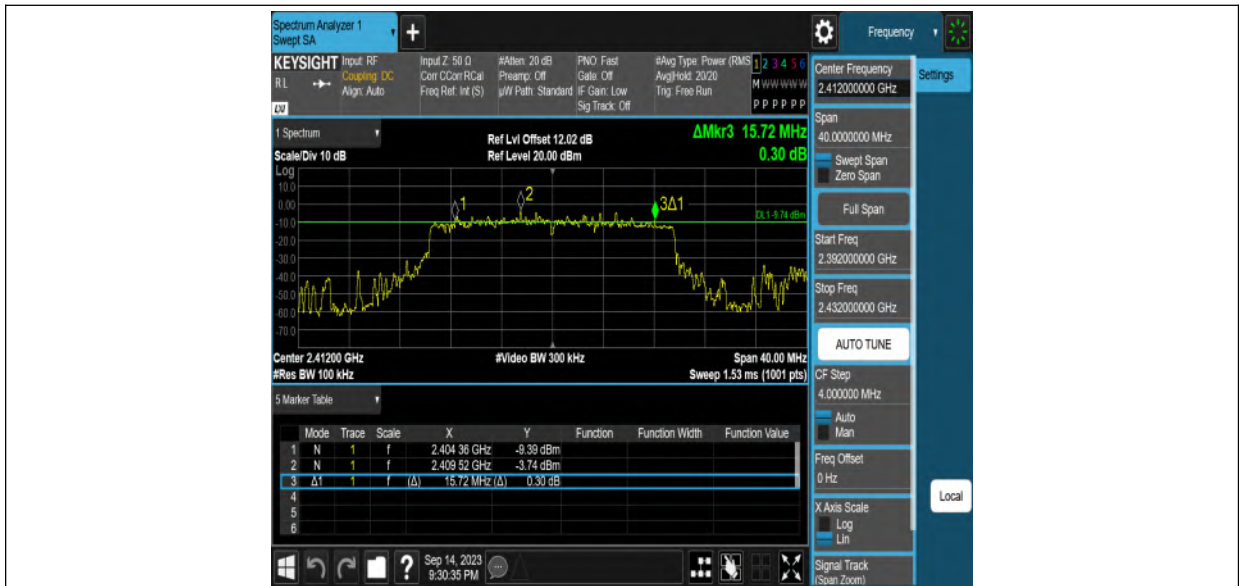 Spectrum Analyzer 1
Swept SA
+
Frequency
KEYSIGHT
R L
LXI
Input: RF
Coupling: DC
Align: Auto
Input Z: 50 Ω
Corr CCorr RCal
Freq Ref: Int (S)
#Atten: 20 dB
Preamp: Off
µW Path: Standard
PNO: Fast
Gate: Off
IF Gain: Low
Sig Track: Off
#Avg Type: Power (RMS
Avg|Hold: 20/20
Trig: Free Run
1 2 3 4 5 6
M W W W W W
P P P P P P
Center Frequency
2.412000000 GHz
Settings
Span
40.0000000 MHz
Swept Span
Zero Span
Full Span
Start Freq
2.392000000 GHz
Stop Freq
2.432000000 GHz
AUTO TUNE
CF Step
4.000000 MHz
Auto
Man
Freq Offset
0 Hz
X Axis Scale
Log
Lin
Signal Track
(Span Zoom)
Local
1 Spectrum
Scale/Div 10 dB
Ref Lvl Offset 12.02 dB
Ref Level 20.00 dBm
ΔMkr3 15.72 MHz
0.30 dB
Log
10.0
0.00
-10.0
-20.0
-30.0
-40.0
-50.0
-60.0
-70.0
1
2
3Δ1
DL1 -9.74 dBm
Center 2.41200 GHz
#Video BW 300 kHz
Span 40.00 MHz
#Res BW 100 kHz
Sweep 1.53 ms (1001 pts)
5 Marker Table
Mode Trace Scale X Y Function Function Width Function Value
1 N 1 f 2.404 36 GHz -9.39 dBm
2 N 1 f 2.409 52 GHz -3.74 dBm
3 Δ1 1 f (Δ) 15.72 MHz (Δ) 0.30 dB
4
5
6
?
Sep 14, 2023
9:30:35 PM